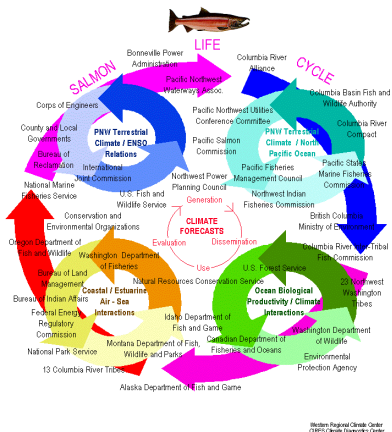 LIFE
SALMON
CYCLE
Bonneville Power
Administration
Columbia River
Alliance
Pacific Northwest
Waterways Assoc.
Columbia Basin Fish and
Wildlife Authority
Corps of Engineers
Pacific Northwest Utilities
Conference Committee
Columbia River
Compact
County and Local
Governments
PNW Terrestrial
Climate / ENSO
Relations
PNW Terrestrial
Climate / North
Pacific Ocean
Pacific Salmon
Commission
Bureau of
Reclamation
International
Joint Commission
Pacific Fisheries
Management Council
Pacific States
Marine Fisheries
Commission
National Marine
Fisheries Service
U.S. Fish and
Wildlife Service
Northwest Power
Planning Council
Northwest Indian
Fisheries Commission
Generation
Conservation and
Environmental Organizations
CLIMATE
FORECASTS
British Columbia
Ministry of
Oregon Department of
Fish and Wildlife
Washington Department
of Fisheries
Evaluation
Dissemination
Columbia River Inter-Tribal
Fish Commission
Use
U.S. Forest Service
Bureau of Land
Management
Natural Resources Conservation Service
23 Northwest
Washington
Tribes
Coastal / Estuarine
Air - Sea
Interactions
Ocean Biological
Productivity / Climate
Interactions
Bureau of Indian Affairs
Federal Energy
Regulatory
Commission
Idaho Department
of Fish and Game
Washington Department
of Wildlife
National Park Service
Montana Department of Fish,
Wildlife and Parks
Canadian Department of
Fisheries and Oceans
Environmental
Protection Agency
13 Columbia River Tribes
Alaska Department of Fish and Game
Western Regional Climate Center
CIRES Climate Diagnostics Center